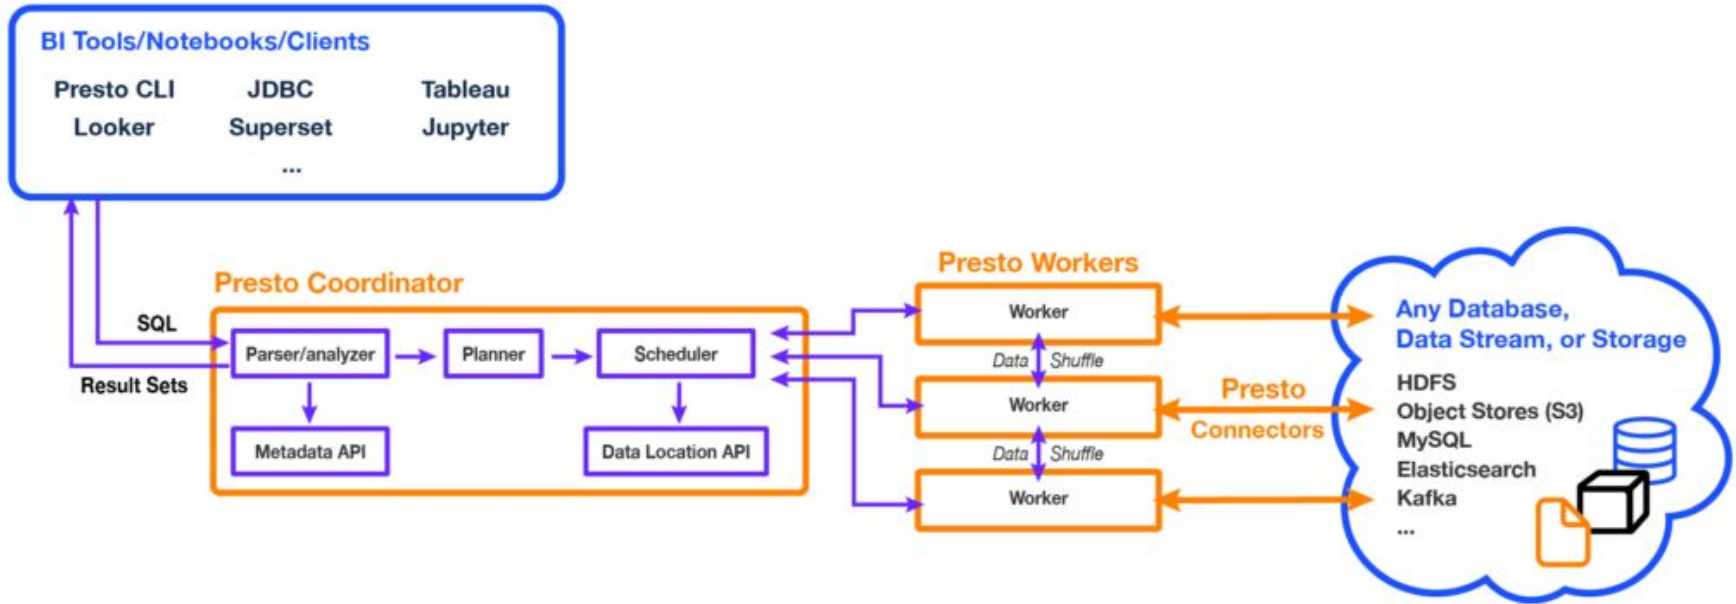 BI Tools/Notebooks/Clients
Presto CLI JDBC Tableau
Looker Superset Jupyter
...
SQL
Result Sets
Presto Coordinator
Parser/analyzer Planner Scheduler
Metadata API Data Location API
Presto Workers
Worker
Data Shuffle
Worker
Data Shuffle
Worker
Presto
Connectors
Any Database,
Data Stream, or Storage
HDFS
Object Stores (S3)
MySQL
Elasticsearch
Kafka
...